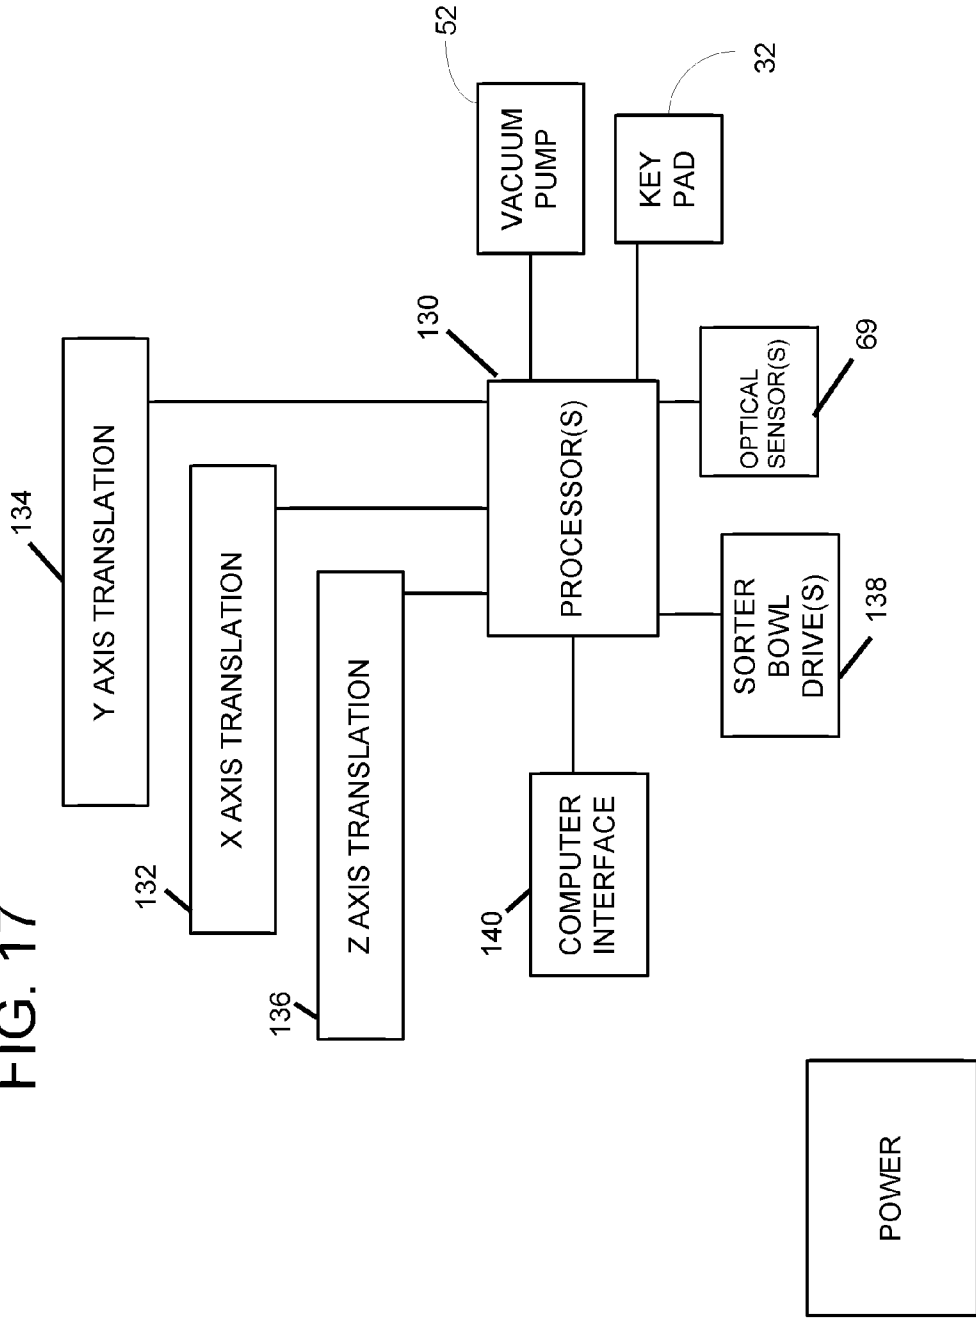 FIG. 17
134
Y AXIS TRANSLATION
132
X AXIS TRANSLATION
136
Z AXIS TRANSLATION
52
VACUUM
PUMP
130
PROCESSOR(S)
32
KEY
PAD
140
COMPUTER
INTERFACE
SORTER
BOWL
DRIVE(S)
138
OPTICAL
SENSOR(S)
69
POWER